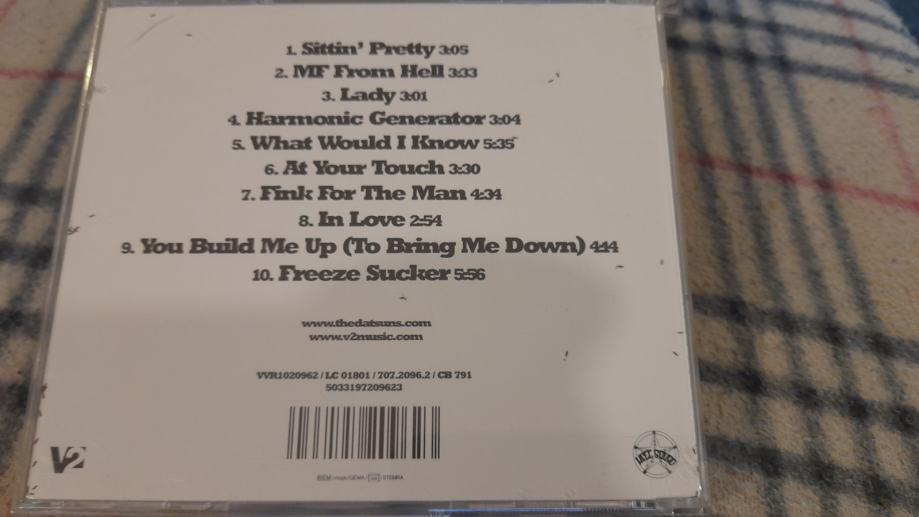 1. Sittin' Pretty 3:05
2. MF From Hell 3:33
3. Lady 3:01
4. Harmonic Generator 3:04
5. What Would I Know 5:35
6. At Your Touch 3:30
7. Fink For The Man 4:34
8. In Love 2:54
9. You Build Me Up (To Bring Me Down) 4:14
10. Freeze Sucker 5:56
www.thedatsuns.com
www.v2music.com
VVR1020962 / LC 01801 / 707.2096.2 / CB 791
5033197209623
V2